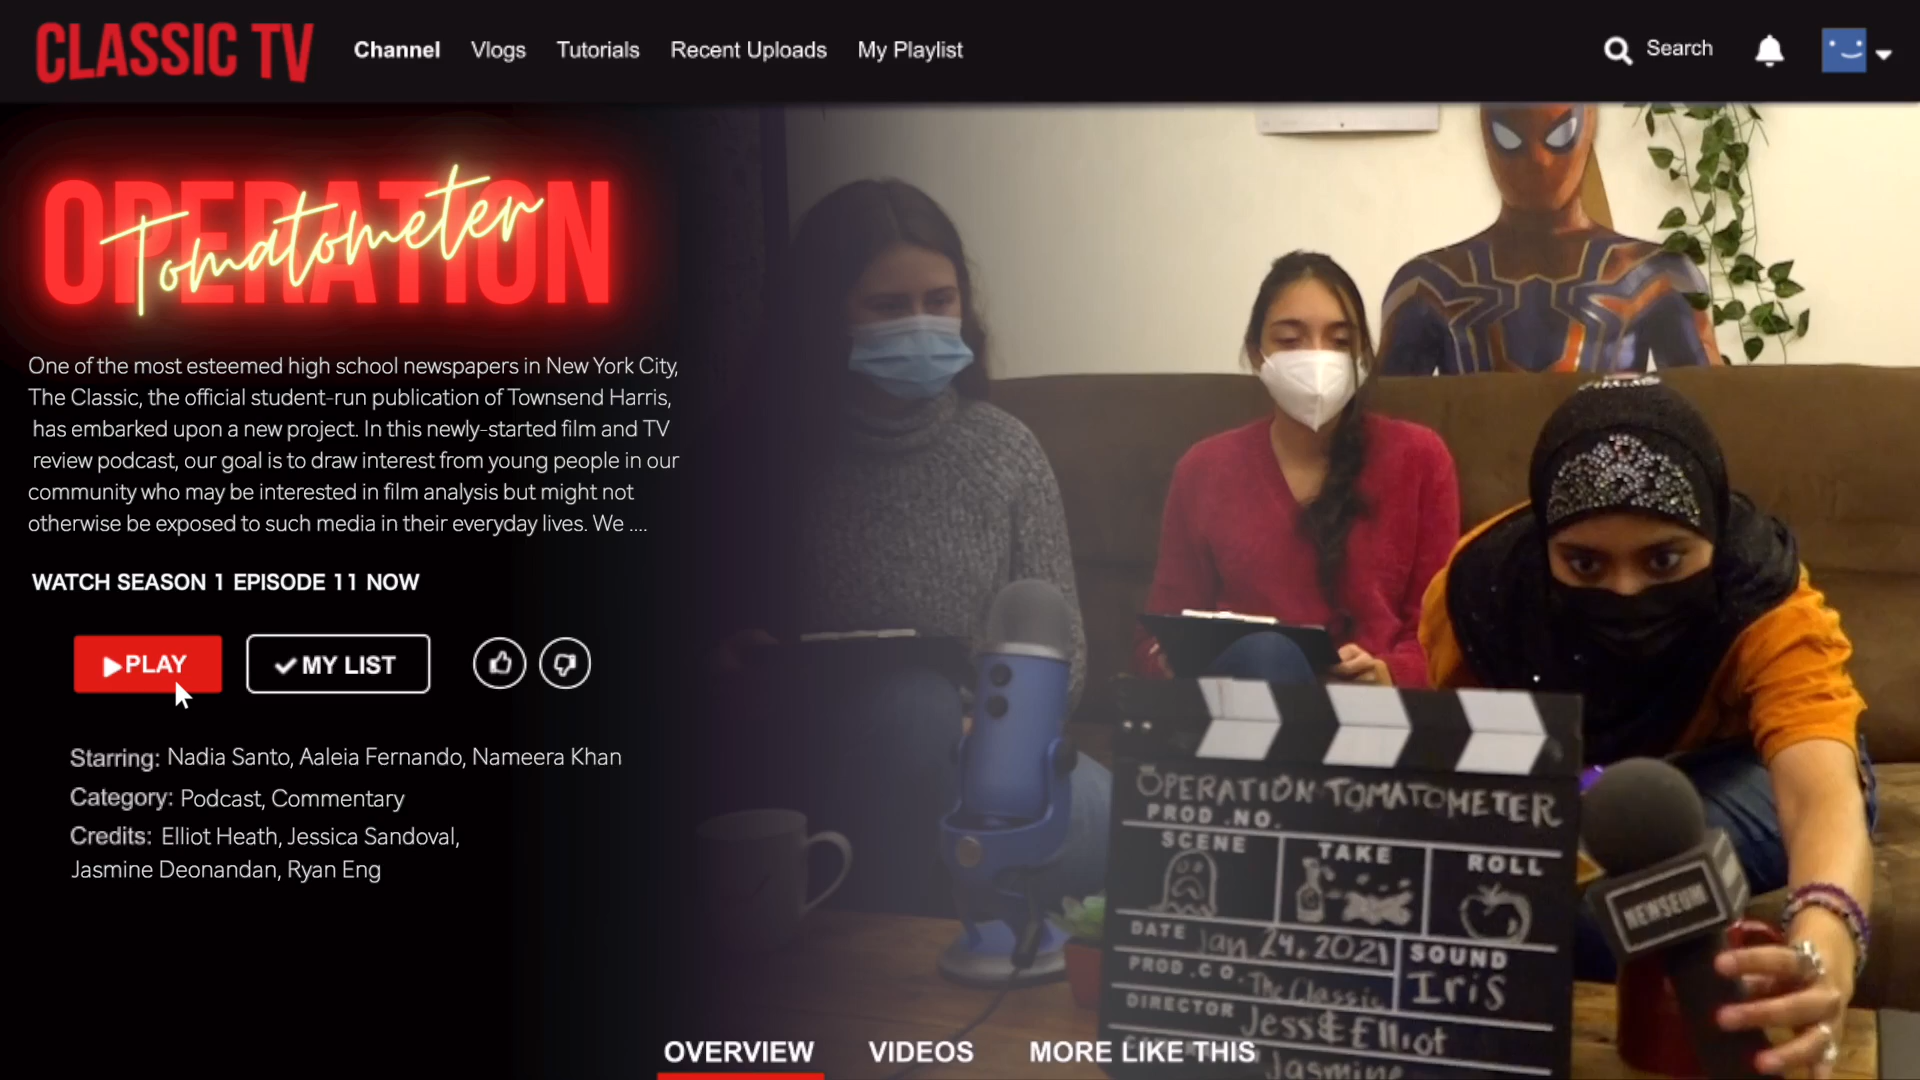 CLASSIC TV
Channel Vlogs Tutorials Recent Uploads My Playlist
Search
OPERATION
Tomatometer
One of the most esteemed high school newspapers in New York City,
The Classic, the official student-run publication of Townsend Harris,
has embarked upon a new project. In this newly-started film and TV
review podcast, our goal is to draw interest from young people in our
community who may be interested in film analysis but might not
otherwise be exposed to such media in their everyday lives. We ....
WATCH SEASON 1 EPISODE 11 NOW
PLAY MY LIST
Starring: Nadia Santo, Aaleia Fernando, Nameera Khan
Category: Podcast, Commentary
Credits: Elliot Heath, Jessica Sandoval,
Jasmine Deonandan, Ryan Eng
OPERATION TOMATOMETER
PROD. NO.
SCENE TAKE ROLL
DATE Jan 24, 2021 SOUND
PROD. CO. The Classic Iris
DIRECTOR Jess & Elliot
Jasmine
NEWSEUM
OVERVIEW VIDEOS MORE LIKE THIS